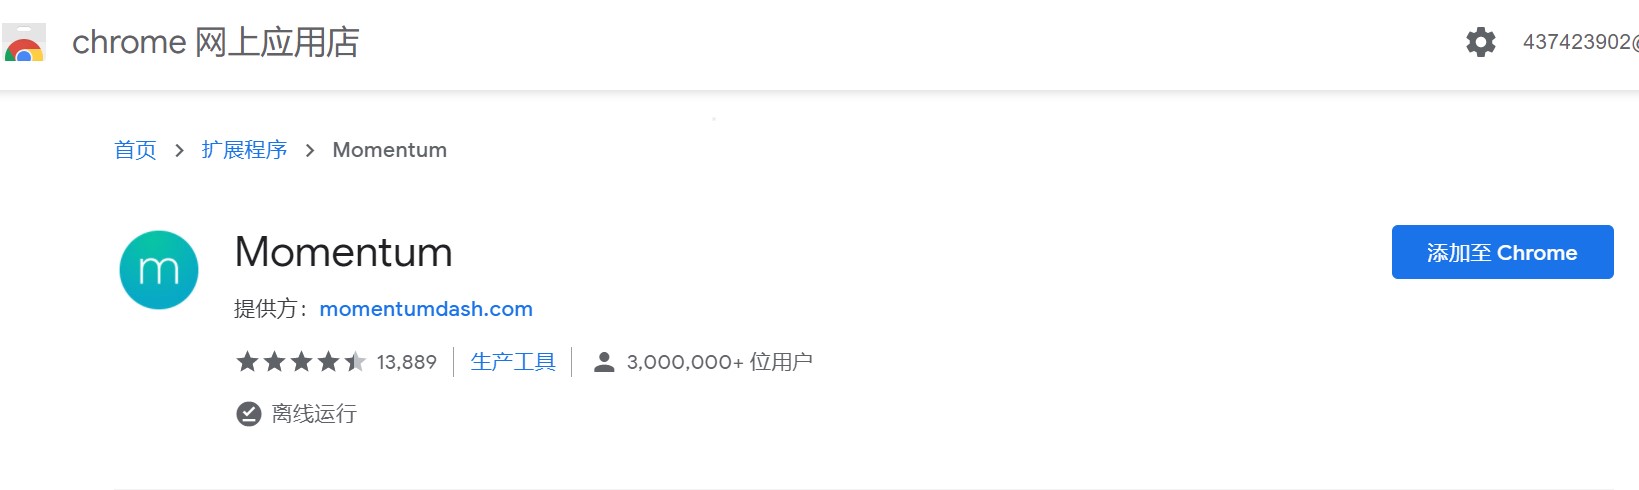 chrome 网上应用店
437423902@
首页 > 扩展程序 > Momentum
m
Momentum
添加至 Chrome
提供方：momentumdash.com
13,889 | 生产工具 | 3,000,000+ 位用户
离线运行